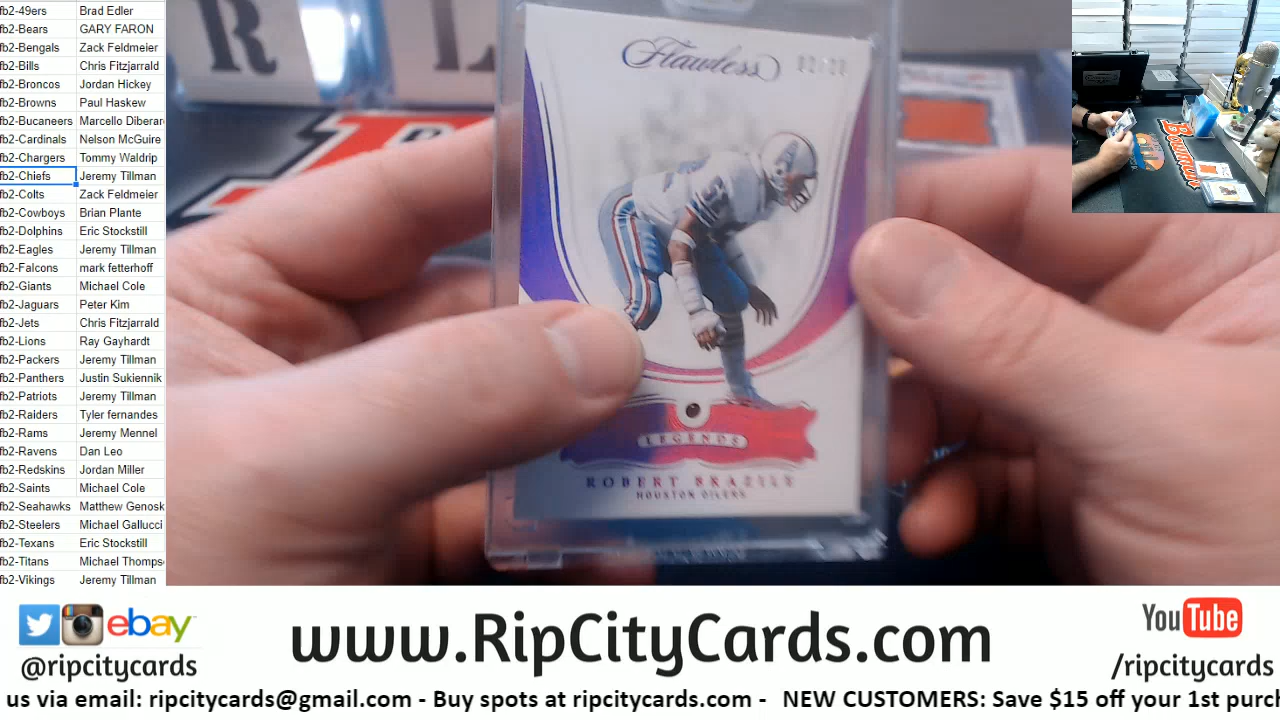 fb2-49ers Brad Edler
fb2-Bears GARY FARON
fb2-Bengals Zack Feldmeier
fb2-Bills Chris Fitzjarrald
fb2-Broncos Jordan Hickey
fb2-Browns Paul Haskew
fb2-Bucaneers Marcello Diberar
fb2-Cardinals Nelson McGuire
fb2-Chargers Tommy Waldrip
fb2-Chiefs Jeremy Tillman
fb2-Colts Zack Feldmeier
fb2-Cowboys Brian Plante
fb2-Dolphins Eric Stockstill
fb2-Eagles Jeremy Tillman
fb2-Falcons mark fetterhoff
fb2-Giants Michael Cole
fb2-Jaguars Peter Kim
fb2-Jets Chris Fitzjarrald
fb2-Lions Ray Gayhardt
fb2-Packers Jeremy Tillman
fb2-Panthers Justin Sukiennik
fb2-Patriots Jeremy Tillman
fb2-Raiders Tyler fernandes
fb2-Rams Jeremy Mennel
fb2-Ravens Dan Leo
fb2-Redskins Jordan Miller
fb2-Saints Michael Cole
fb2-Seahawks Matthew Genosk
fb2-Steelers Michael Gallucci
fb2-Texans Eric Stockstill
fb2-Titans Michael Thomps
fb2-Vikings Jeremy Tillman
R
Flawless
LEGENDS
ROBERT BRAZILE
HOUSTON OILERS
Bowman
ebay
@ripcitycards
www.RipCityCards.com
YouTube
/ripcitycards
us via email: ripcitycards@gmail.com - Buy spots at ripcitycards.com - NEW CUSTOMERS: Save $15 off your 1st purch